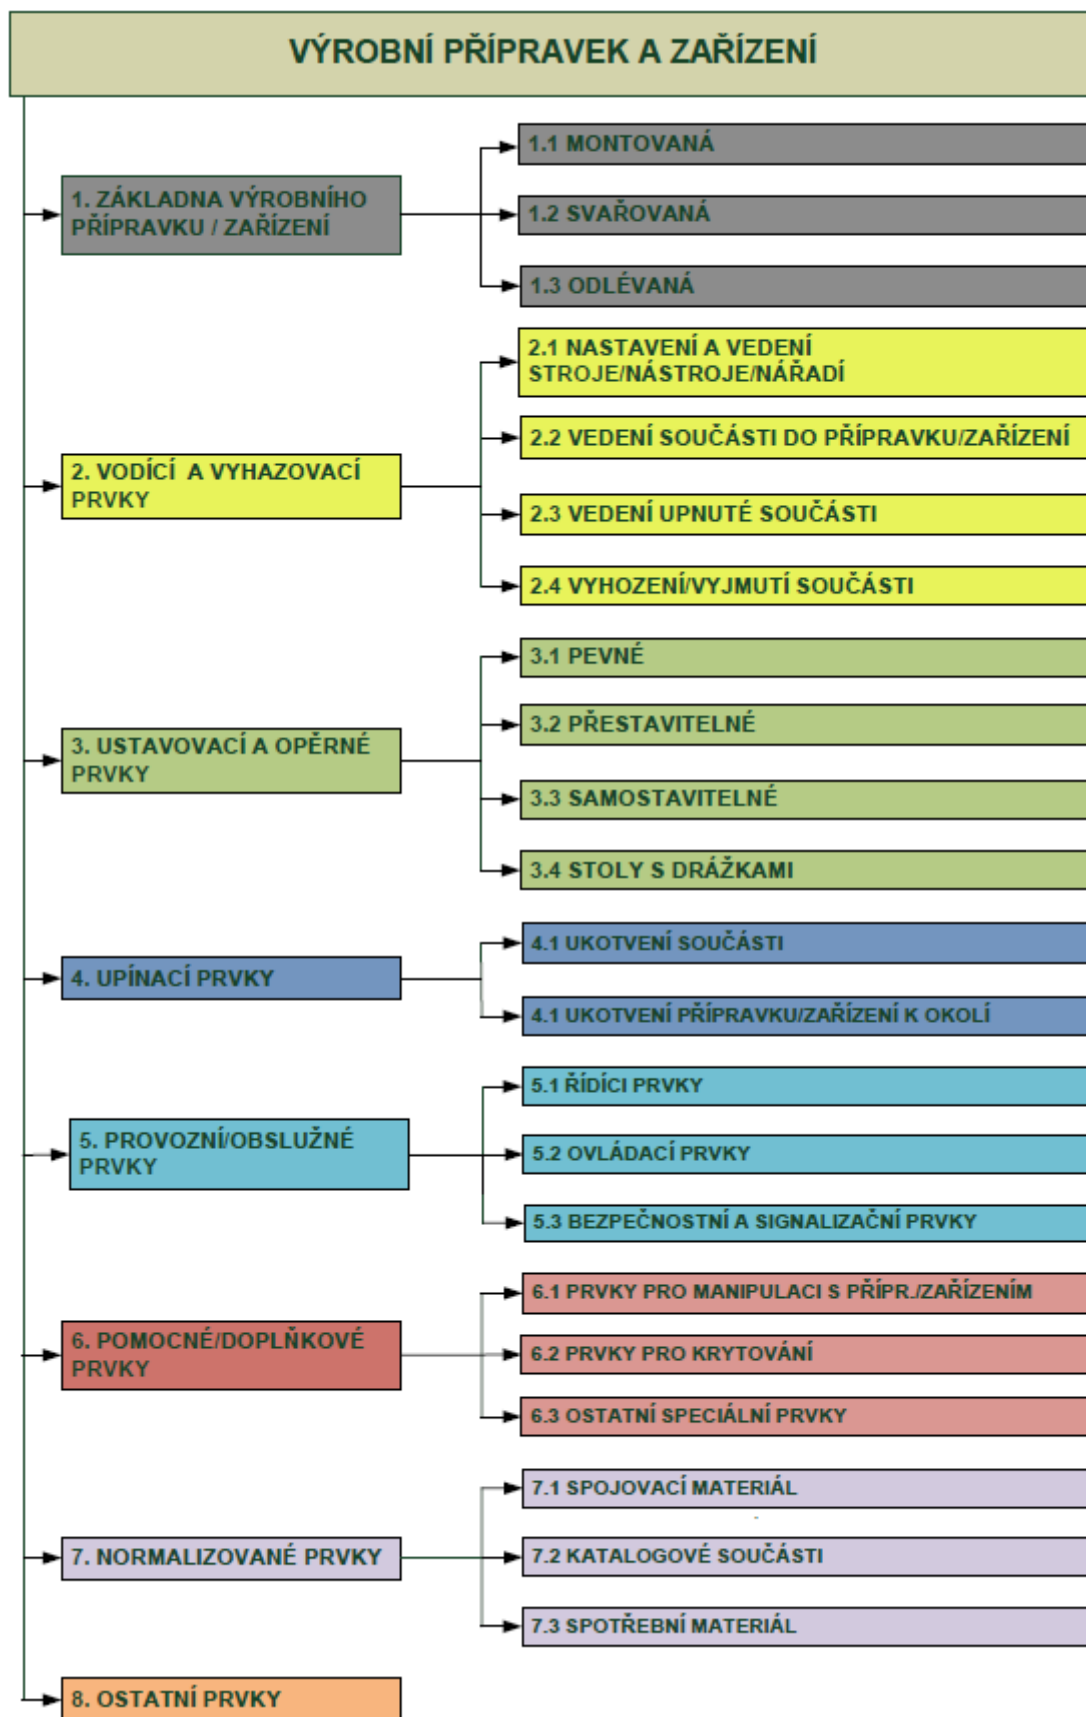 VÝROBNÍ PŘÍPRAVEK A ZAŘÍZENÍ
1. ZÁKLADNA VÝROBNÍHO
PŘÍPRAVKU / ZAŘÍZENÍ
1.1 MONTOVANÁ
1.2 SVAŘOVANÁ
1.3 ODLÉVANÁ
2. VODÍCÍ A VYHAZOVACÍ
PRVKY
2.1 NASTAVENÍ A VEDENÍ
STROJE/NÁSTROJE/NÁŘADÍ
2.2 VEDENÍ SOUČÁSTI DO PŘÍPRAVKU/ZAŘÍZENÍ
2.3 VEDENÍ UPNUTÉ SOUČÁSTI
2.4 VYHOZENÍ/VYJMUTÍ SOUČÁSTI
3. USTAVOVACÍ A OPĚRNÉ
PRVKY
3.1 PEVNÉ
3.2 PŘESTAVITELNÉ
3.3 SAMOSTAVITELNÉ
3.4 STOLY S DRÁŽKAMI
4. UPÍNACÍ PRVKY
4.1 UKOTVENÍ SOUČÁSTI
4.1 UKOTVENÍ PŘÍPRAVKU/ZAŘÍZENÍ K OKOLÍ
5. PROVOZNÍ/OBSLUŽNÉ
PRVKY
5.1 ŘÍDÍCI PRVKY
5.2 OVLÁDACÍ PRVKY
5.3 BEZPEČNOSTNÍ A SIGNALIZAČNÍ PRVKY
6. POMOCNÉ/DOPLŇKOVÉ
PRVKY
6.1 PRVKY PRO MANIPULACI S PŘÍPR./ZAŘÍZENÍM
6.2 PRVKY PRO KRYTOVÁNÍ
6.3 OSTATNÍ SPECIÁLNÍ PRVKY
7. NORMALIZOVANÉ PRVKY
7.1 SPOJOVACÍ MATERIÁL
7.2 KATALOGOVÉ SOUČÁSTI
7.3 SPOTŘEBNÍ MATERIÁL
8. OSTATNÍ PRVKY